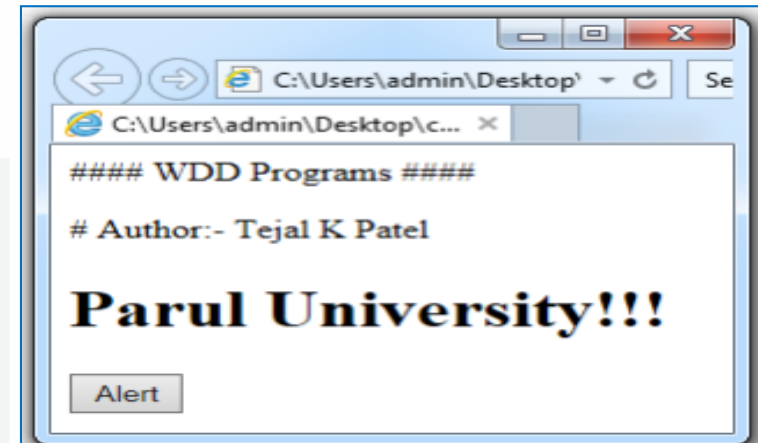 C:\Users\admin\Desktop\
Se
C:\Users\admin\Desktop\c...
#### WDD Programs ####
# Author:- Tejal K Patel
Parul University!!!
Alert